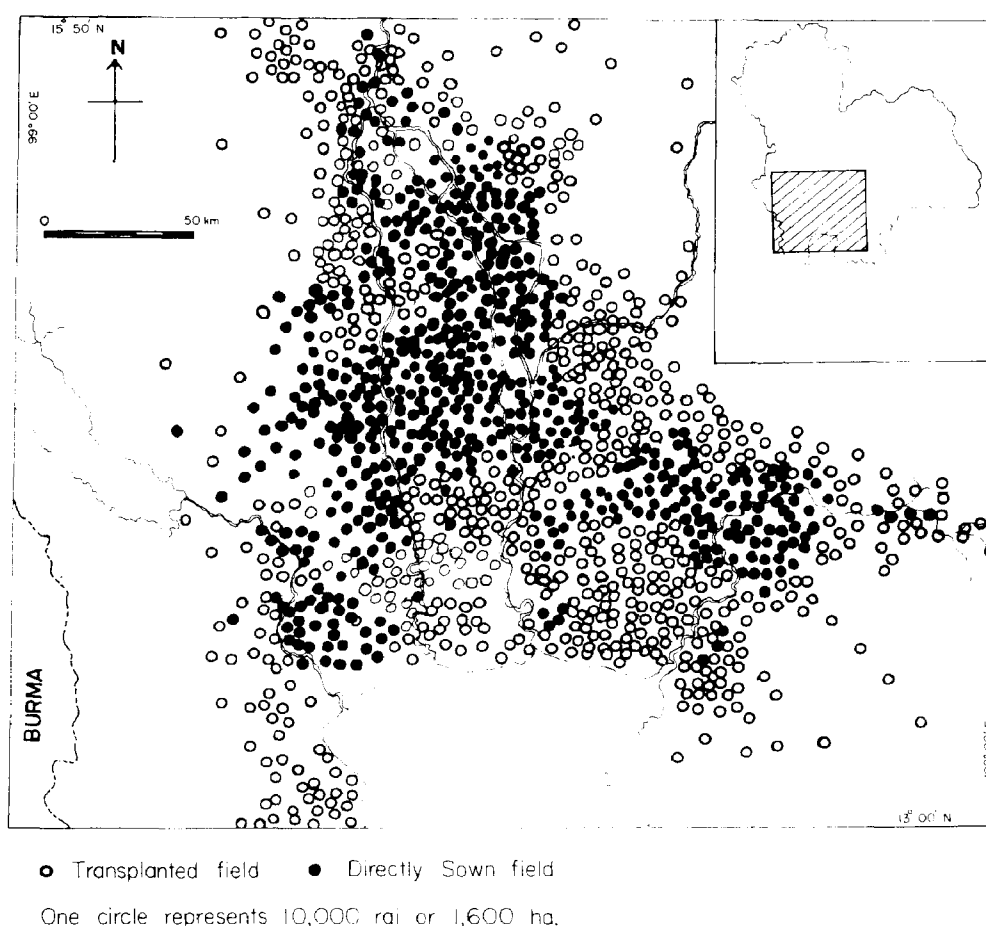 15° 50' N
N
99° 00' E
0 50 km
BURMA
13° 00' N
Transplanted field Directly Sown field
One circle represents 10,000 rai or 1,600 ha.